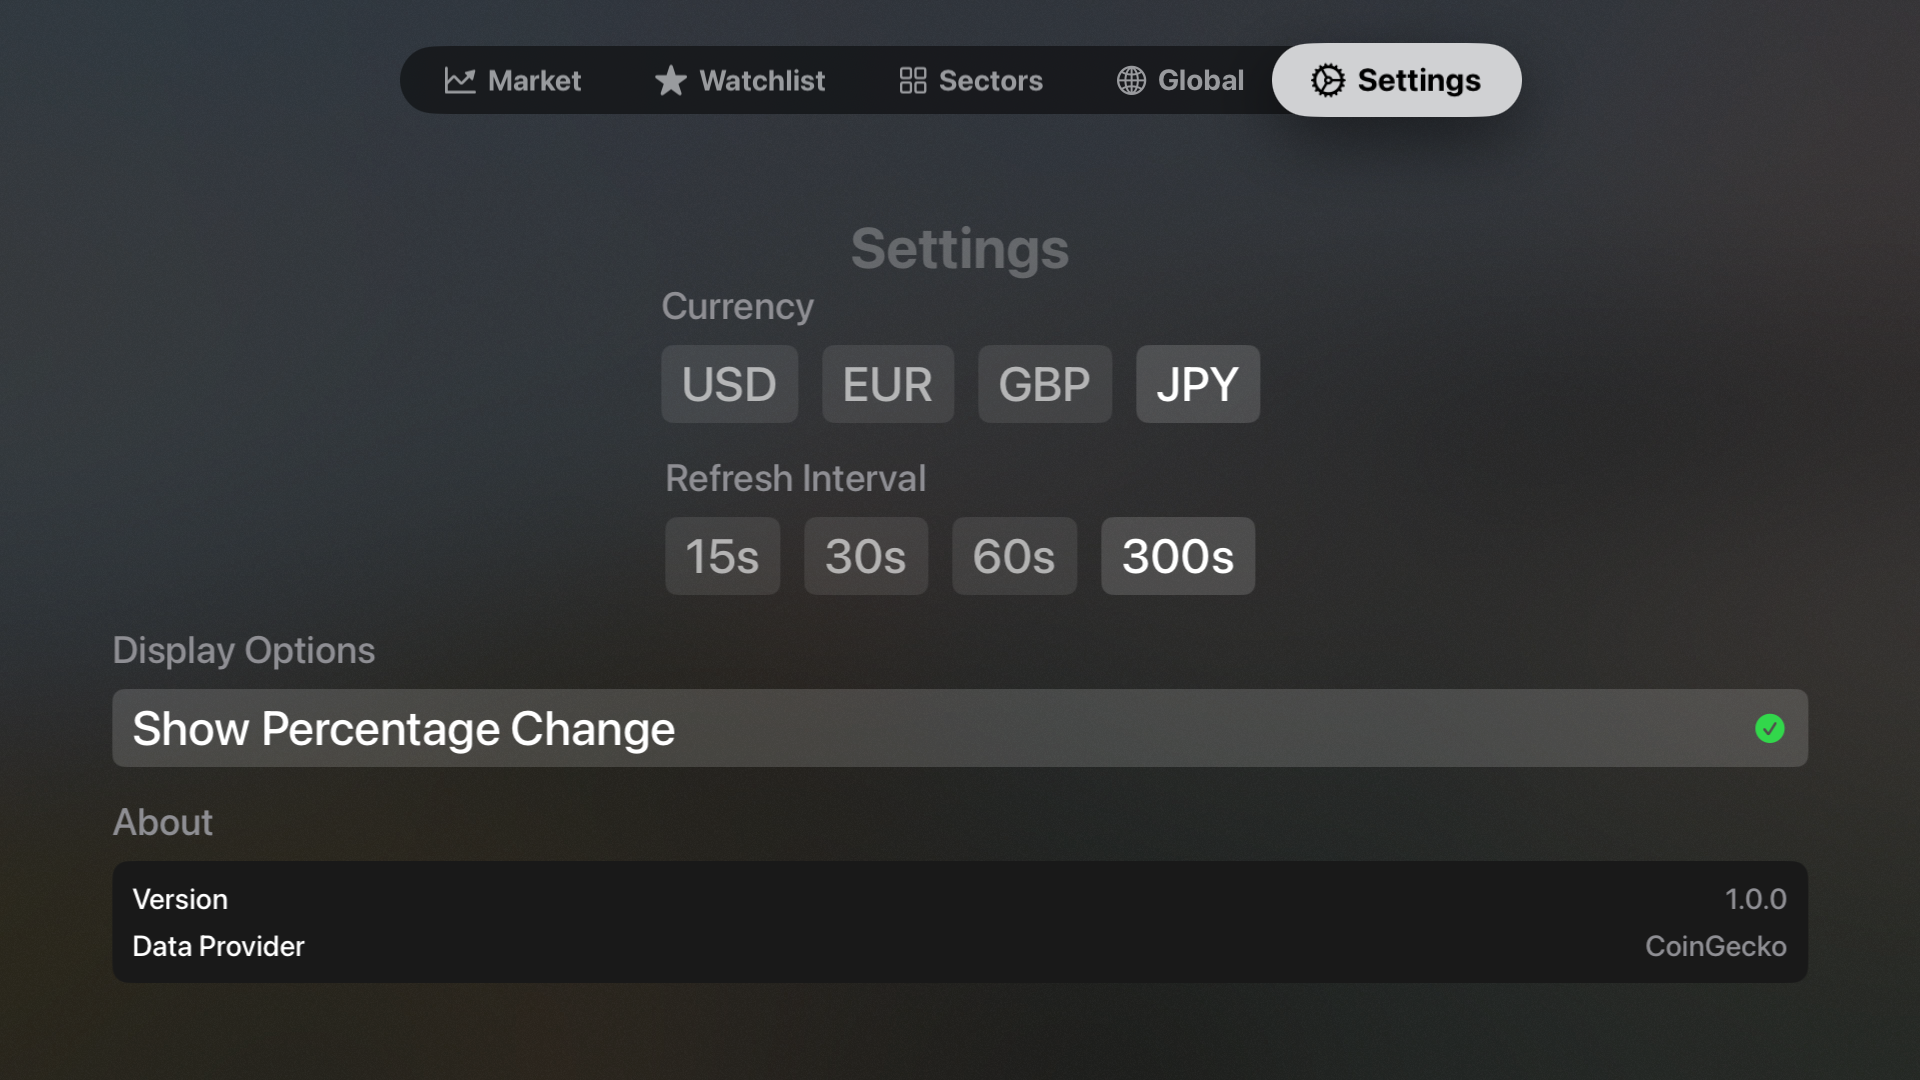 Market Watchlist Sectors Global Settings
Settings
Currency
USD EUR GBP JPY
Refresh Interval
15s 30s 60s 300s
Display Options
Show Percentage Change
About
Version 1.0.0
Data Provider CoinGecko